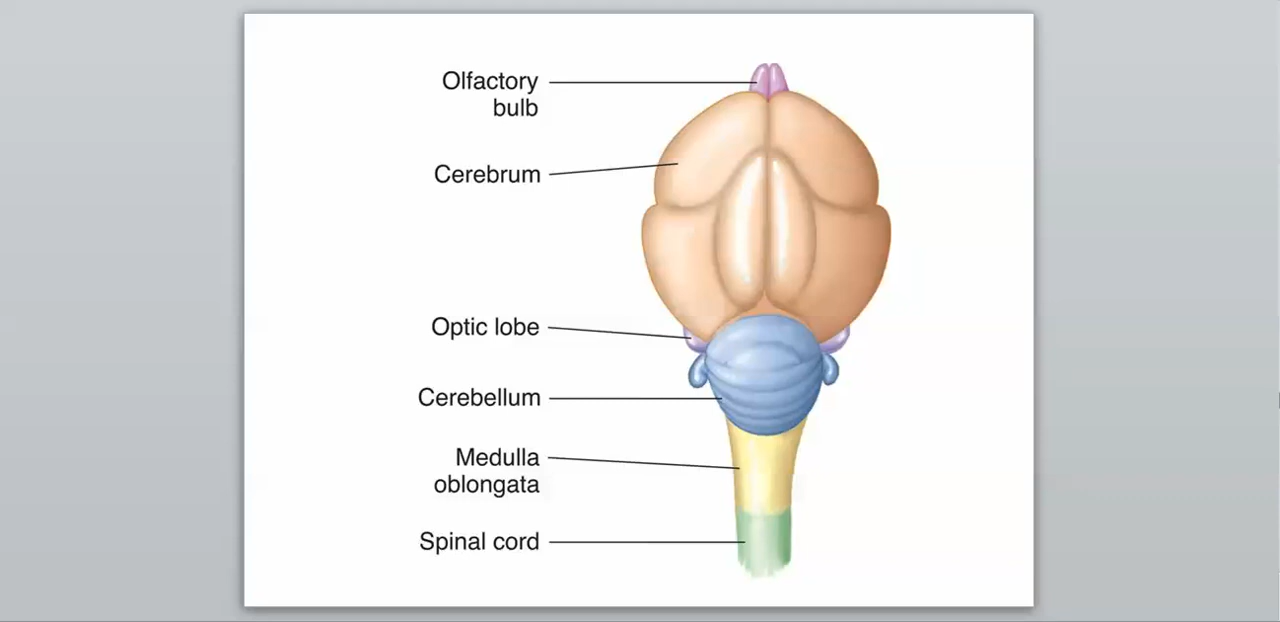 Olfactory
bulb
Cerebrum
Optic lobe
Cerebellum
Medulla
oblongata
Spinal cord